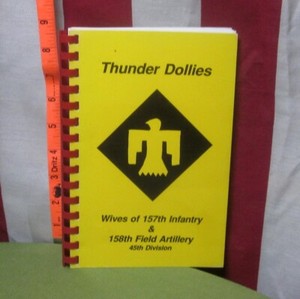 Thunder Dollies
Wives of 157th Infantry
&
158th Field Artillery
45th Division